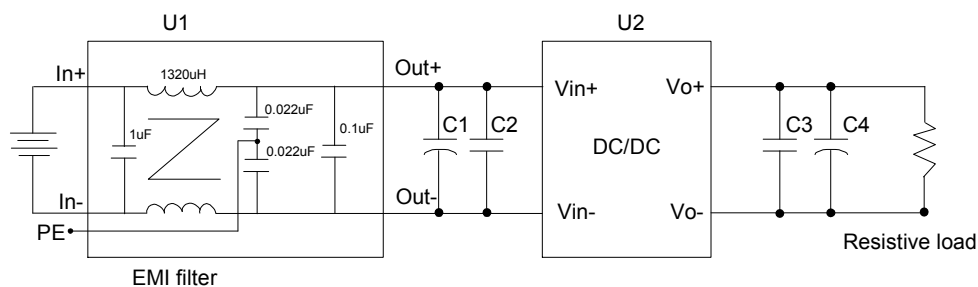 U1
U2
In+
1320uH
Out+
Vin+
Vo+
0.022uF
1uF
0.1uF
C1
C2
C3
C4
DC/DC
0.022uF
In-
Out-
Vin-
Vo-
PE
Resistive load
EMI filter